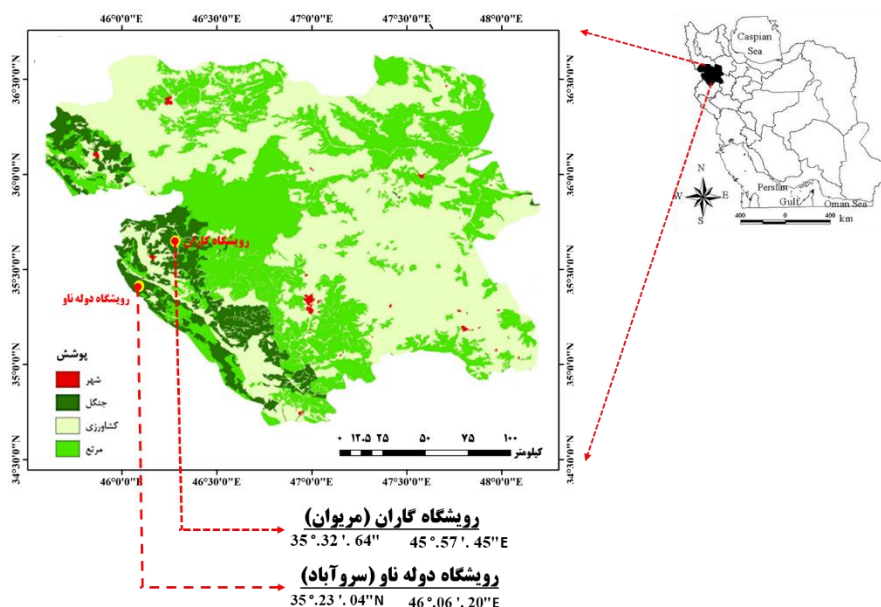 46°0'0"E 46°30'0"E 47°0'0"E 47°30'0"E 48°0'0"E
36°30'0"N
36°0'0"N
35°30'0"N
35°0'0"N
34°30'0"N
36°30'0"N
36°0'0"N
35°30'0"N
35°0'0"N
34°30'0"N
رویشگاه گاران
رویشگاه دوله ناو
پوشش
شهر
جنگل
کشاورزی
مرتع
۰ ۱۲.۵ ۲۵ ۵۰ ۷۵ ۱۰۰
کیلومتر
46°0'0"E 46°30'0"E 47°0'0"E 47°30'0"E 48°0'0"E
Caspian
Sea
Persian
Gulf
Oman Sea
N
W E
S
400 0 400
km
رویشگاه گاران (مریوان)
35°.32'. 64" 45°.57'. 45"E
رویشگاه دوله ناو (سروآباد)
35°.23'. 04"N 46°.06'. 20"E